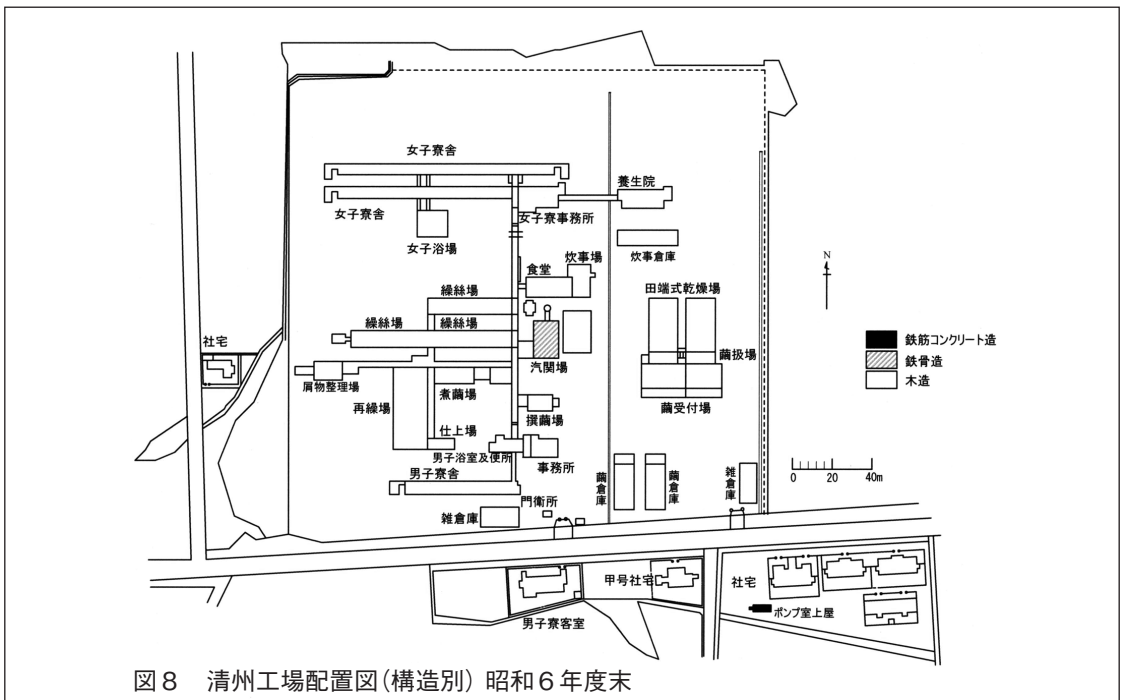 女子寮舎
養生院
女子寮舎
女子寮事務所
女子浴場
炊事倉庫
炊事場
食堂
田端式乾燥場
N
繰絲場
繰絲場
繰絲場
社宅
鉄筋コンクリート造
鉄骨造
木造
繭扱場
汽関場
屑物整理場
煮繭場
再繰場
撰繭場
繭受付場
仕上場
男子浴室及便所
事務所
男子寮舎
繭倉庫
繭倉庫
雑倉庫
0
20
40m
門衛所
雑倉庫
甲号社宅
社宅
ポンプ室上屋
男子寮客室
図8 清州工場配置図(構造別) 昭和6年度末